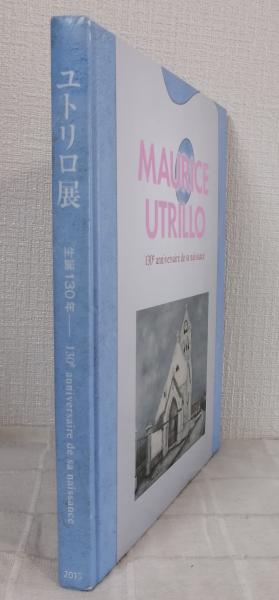 ユトリロ展
生誕130年 — 130e anniversaire de sa naissance
2013
MAURICE
UTRILLO
130e anniversaire de sa naissance